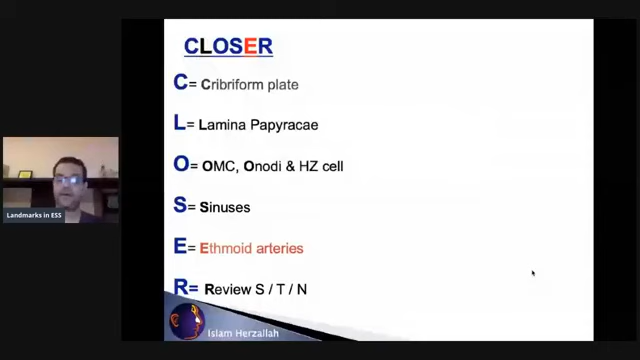 CLOSER
C= Cribriform plate
L= Lamina Papyracae
O= OMC, Onodi & HZ cell
S= Sinuses
Landmarks in ESS
E= Ethmoid arteries
R= Review S / T / N
Islam Herzallah